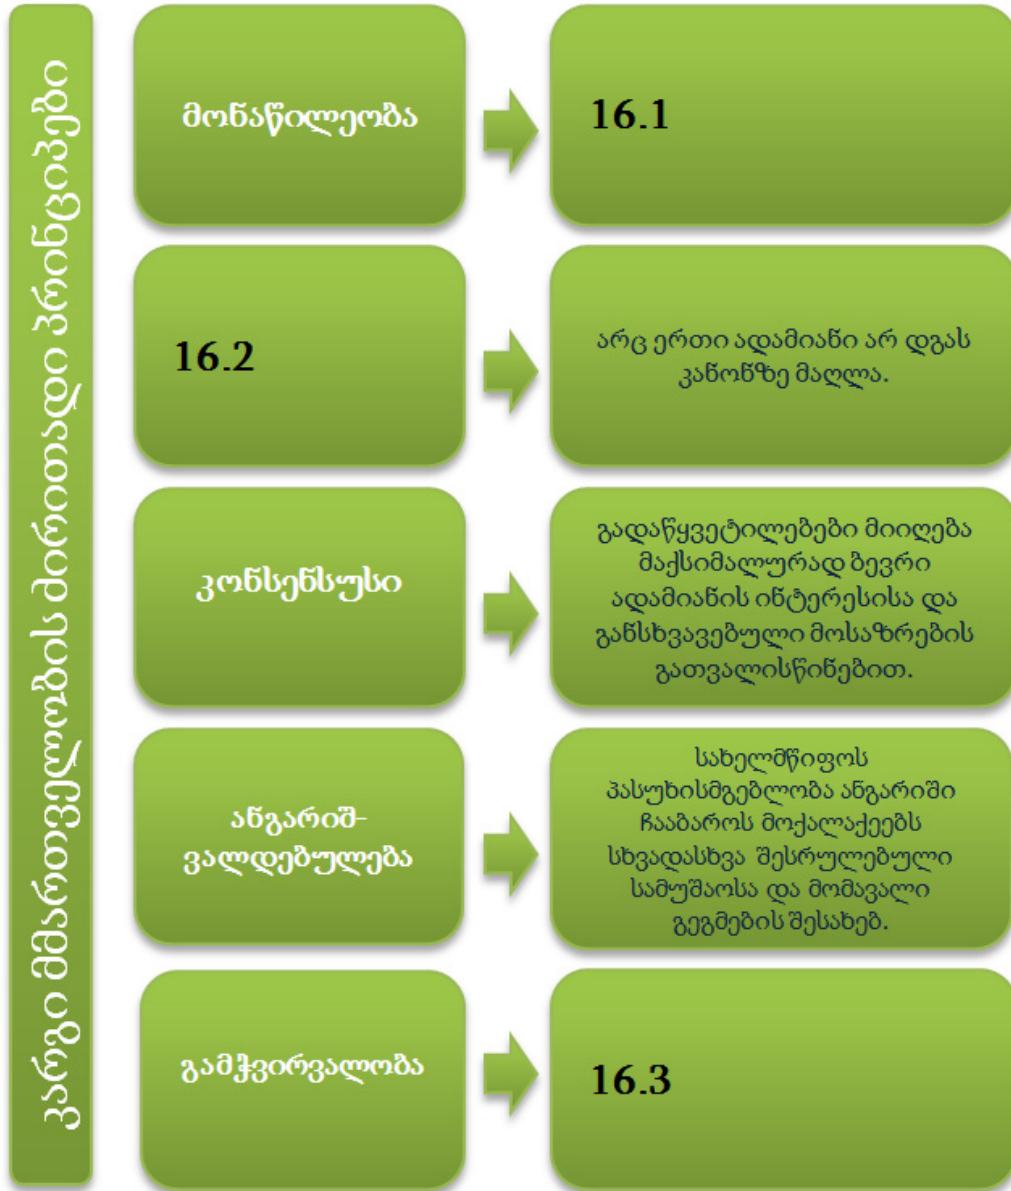 კარგი მმართველობის ძირითადი პრინციპები
მონაწილეობა
16.1
16.2
არც ერთი ადამიანი არ დგას
კანონზე მაღლა.
კონსენსუსი
გადაწყვეტილებები მიიღება
მაქსიმალურად ბევრი
ადამიანის ინტერესისა და
განსხვავებული მოსაზრების
გათვალისწინებით.
ანგარიშ-
ვალდებულება
სახელმწიფოს
პასუხისმგებლობა ანგარიში
ჩააბაროს მოქალაქეებს
სხვადასხვა შესრულებული
სამუშაოსა და მომავალი
გეგმების შესახებ.
გამჭვირვალობა
16.3